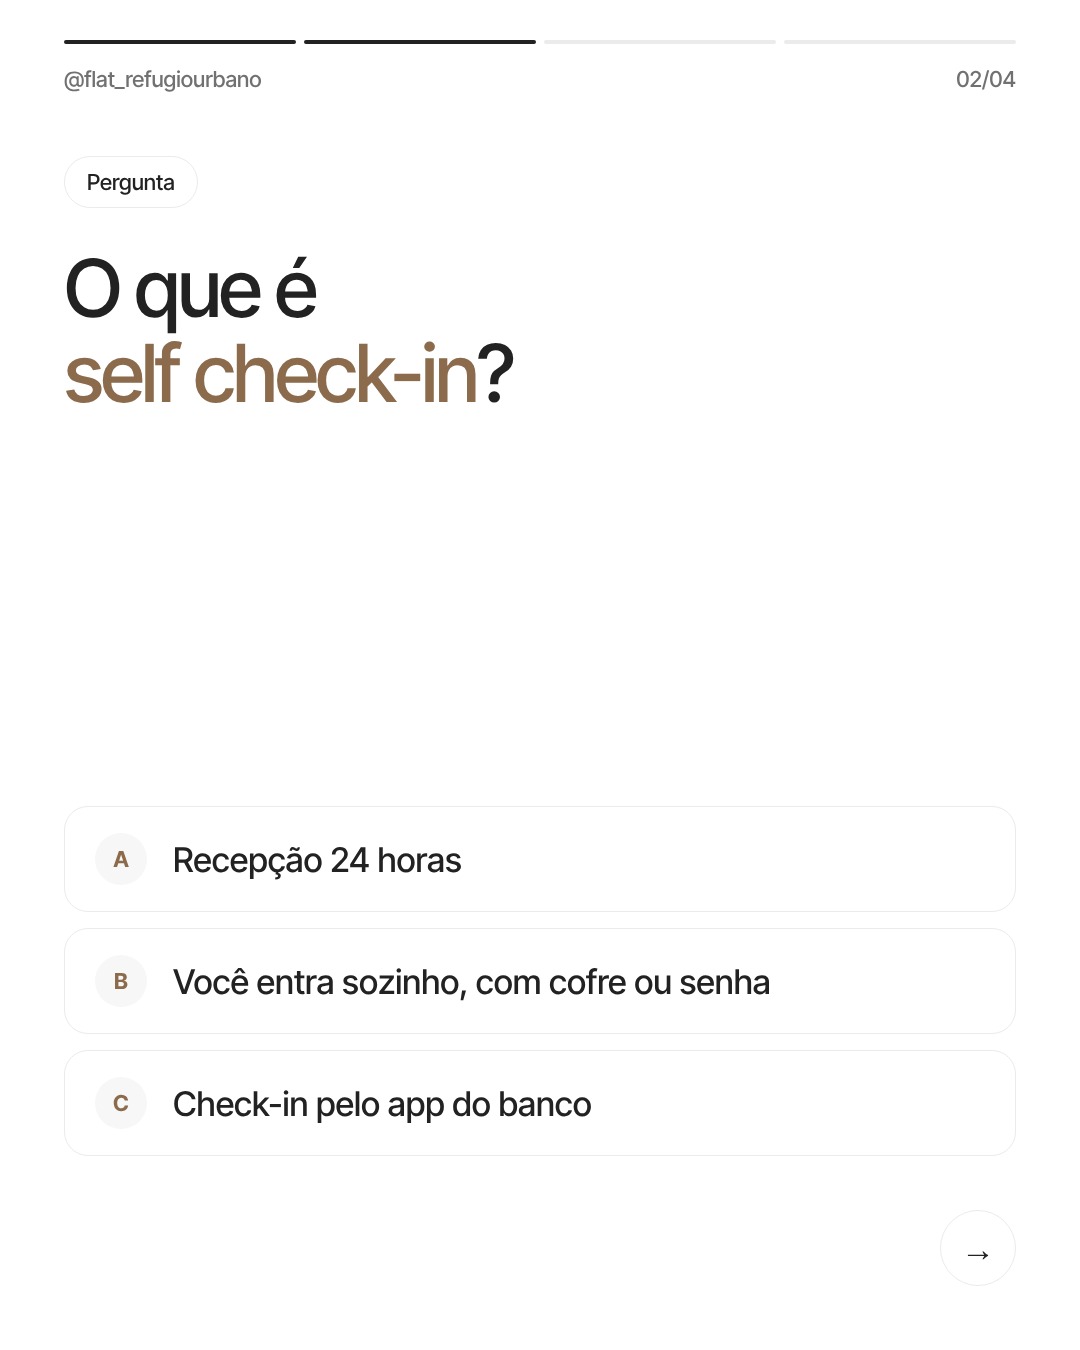 @flat_refugiourbano
02/04
Pergunta
O que é
self check-in?
A Recepção 24 horas
B Você entra sozinho, com cofre ou senha
C Check-in pelo app do banco
→